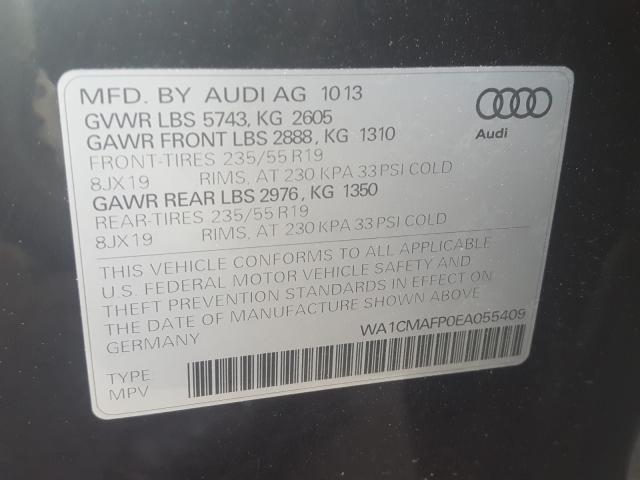 MFD. BY AUDI AG 1013
GVWR LBS 5743, KG 2605
GAWR FRONT LBS 2888, KG 1310
FRONT-TIRES 235/55 R19
8JX19 RIMS, AT 230 KPA 33 PSI COLD
GAWR REAR LBS 2976, KG 1350
REAR-TIRES 235/55 R19
8JX19 RIMS, AT 230 KPA 33 PSI COLD
Audi
THIS VEHICLE CONFORMS TO ALL APPLICABLE
U.S. FEDERAL MOTOR VEHICLE SAFETY AND
THEFT PREVENTION STANDARDS IN EFFECT ON
THE DATE OF MANUFACTURE SHOWN ABOVE
GERMANY WA1CMAFP0EA055409
TYPE:
MPV